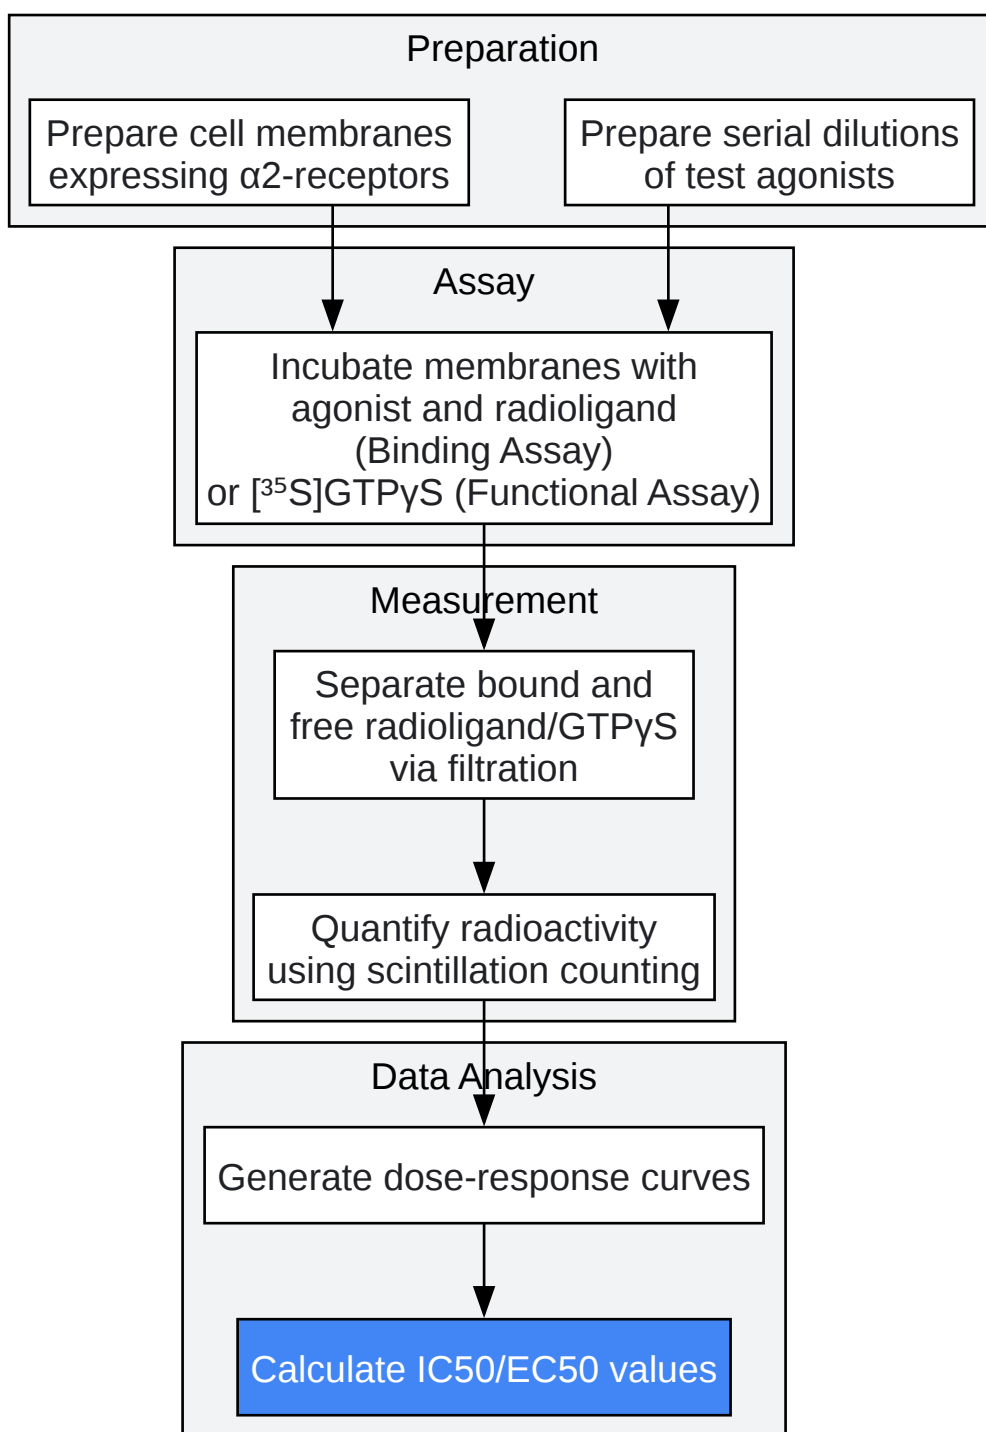 Preparation
Prepare cell membranes
expressing α2-receptors
Prepare serial dilutions
of test agonists
Assay
Incubate membranes with
agonist and radioligand
(Binding Assay)
or [³⁵S]GTPγS (Functional Assay)
Measurement
Separate bound and
free radioligand/GTPγS
via filtration
Quantify radioactivity
using scintillation counting
Data Analysis
Generate dose-response curves
Calculate IC50/EC50 values